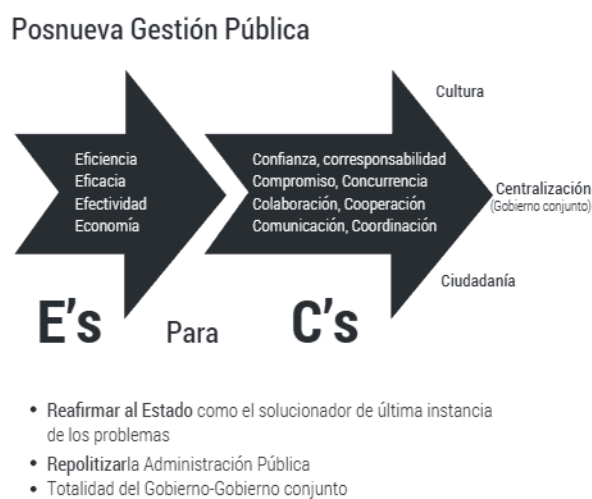 Posnueva Gestión Pública
Eficiencia
Eficacia
Efectividad
Economía
Confianza, corresponsabilidad
Compromiso, Concurrencia
Colaboración, Cooperación
Comunicación, Coordinación
Cultura
Centralización
(Gobierno conjunto)
Ciudadanía
E's
Para
C's
• Reafirmar al Estado como el solucionador de última instancia
de los problemas
• Repolitizarla Administración Pública
• Totalidad del Gobierno-Gobierno conjunto